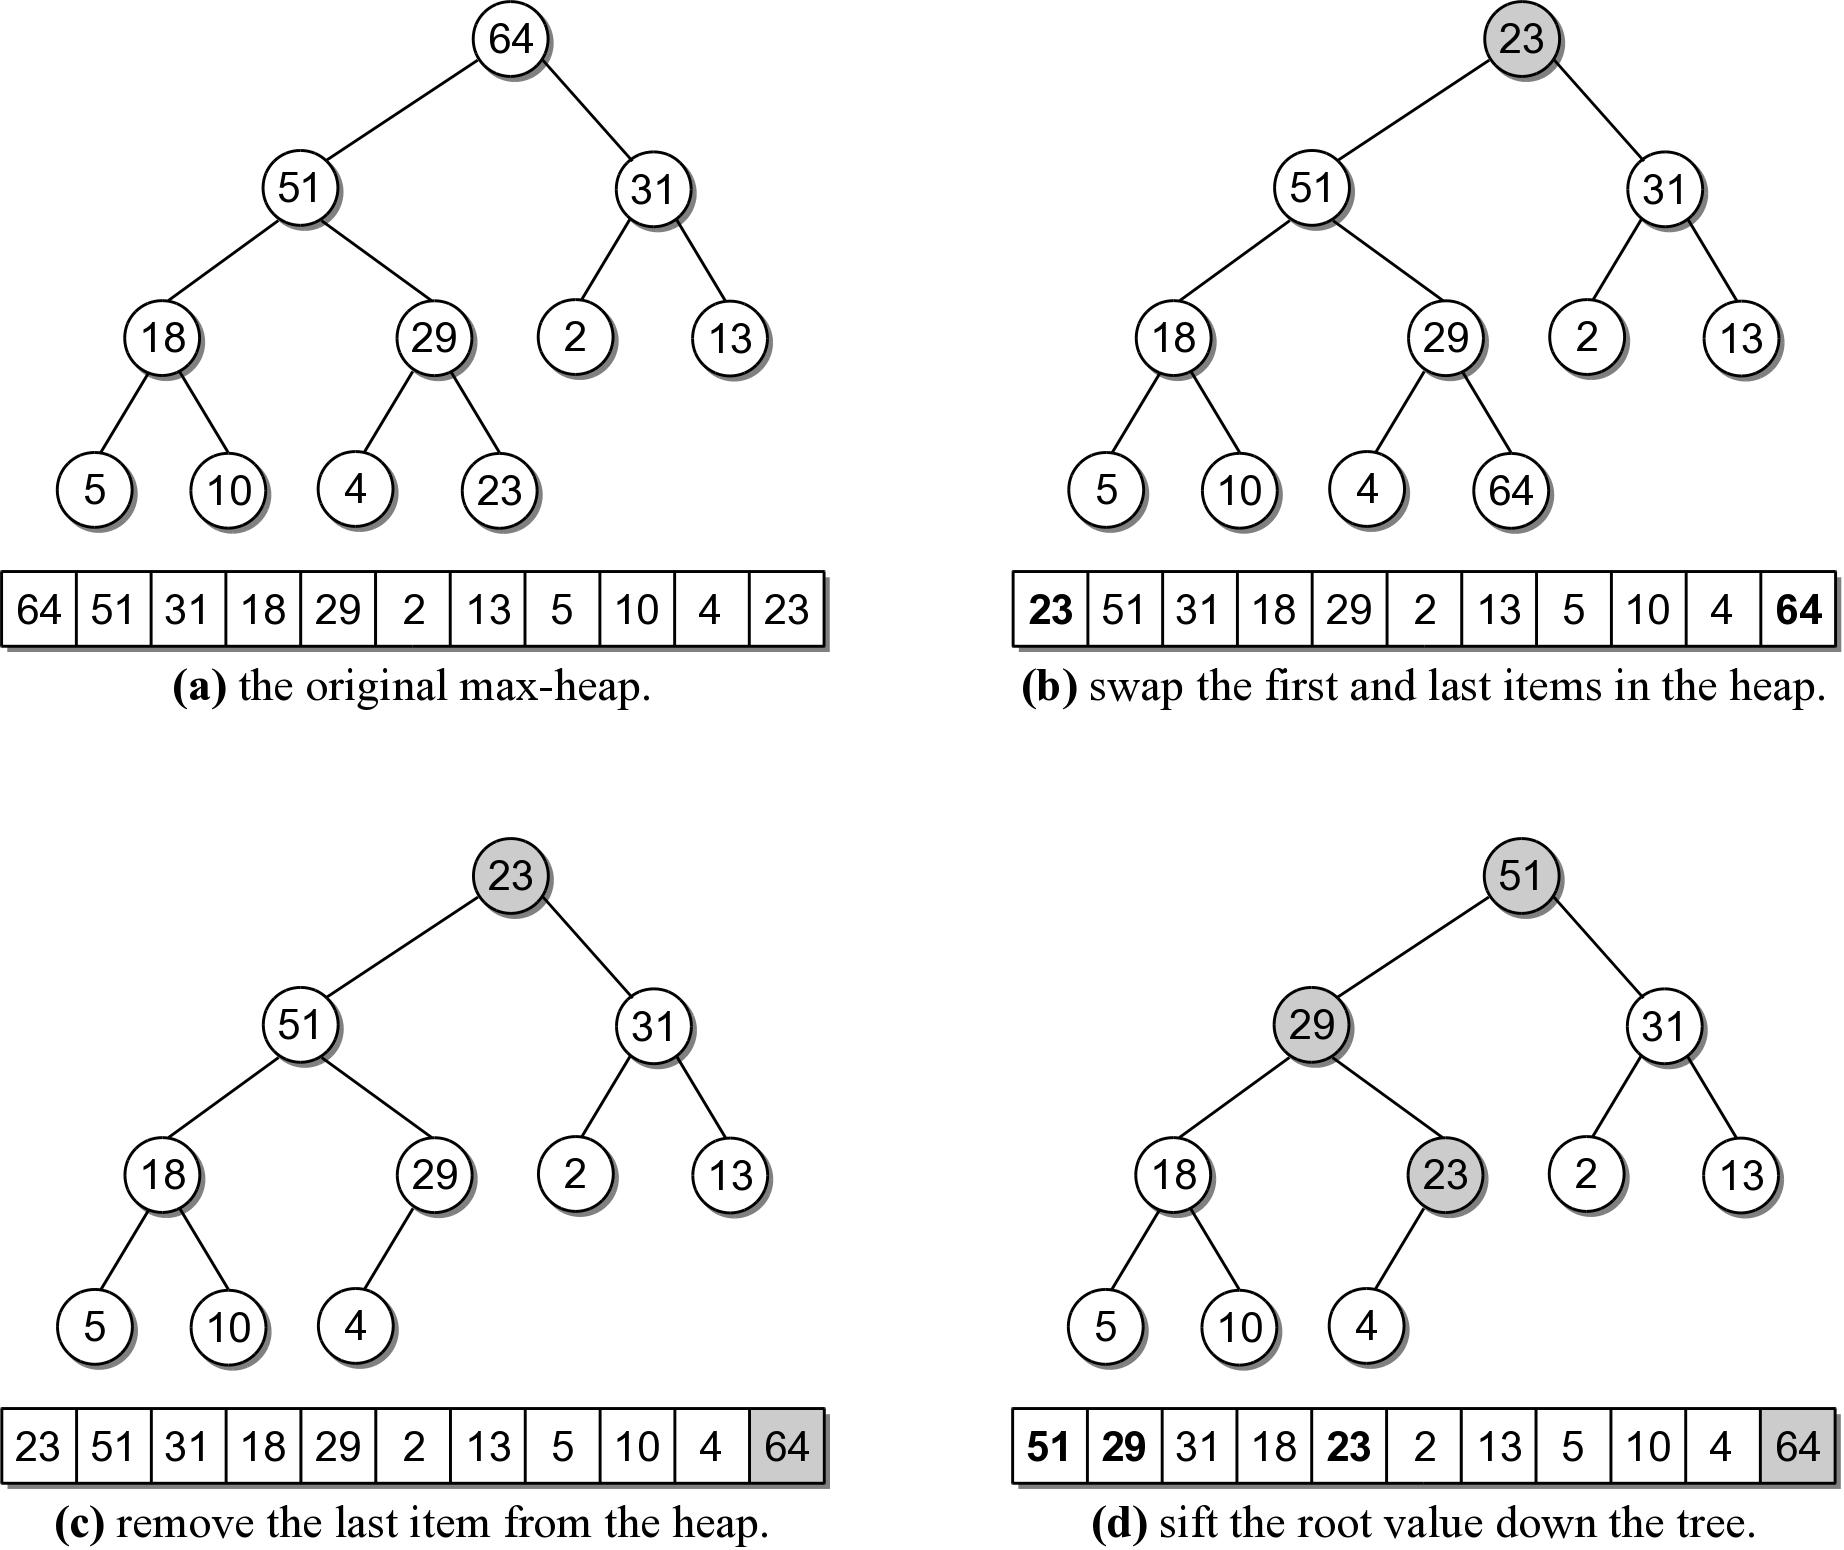 64
51 31
18 29 2 13
5 10 4 23
64 51 31 18 29 2 13 5 10 4 23
(a) the original max-heap.
23
51 31
18 29 2 13
5 10 4 64
23 51 31 18 29 2 13 5 10 4 64
(b) swap the first and last items in the heap.
23
51 31
18 29 2 13
5 10 4
23 51 31 18 29 2 13 5 10 4 64
(c) remove the last item from the heap.
51
29 31
18 23 2 13
5 10 4
51 29 31 18 23 2 13 5 10 4 64
(d) sift the root value down the tree.